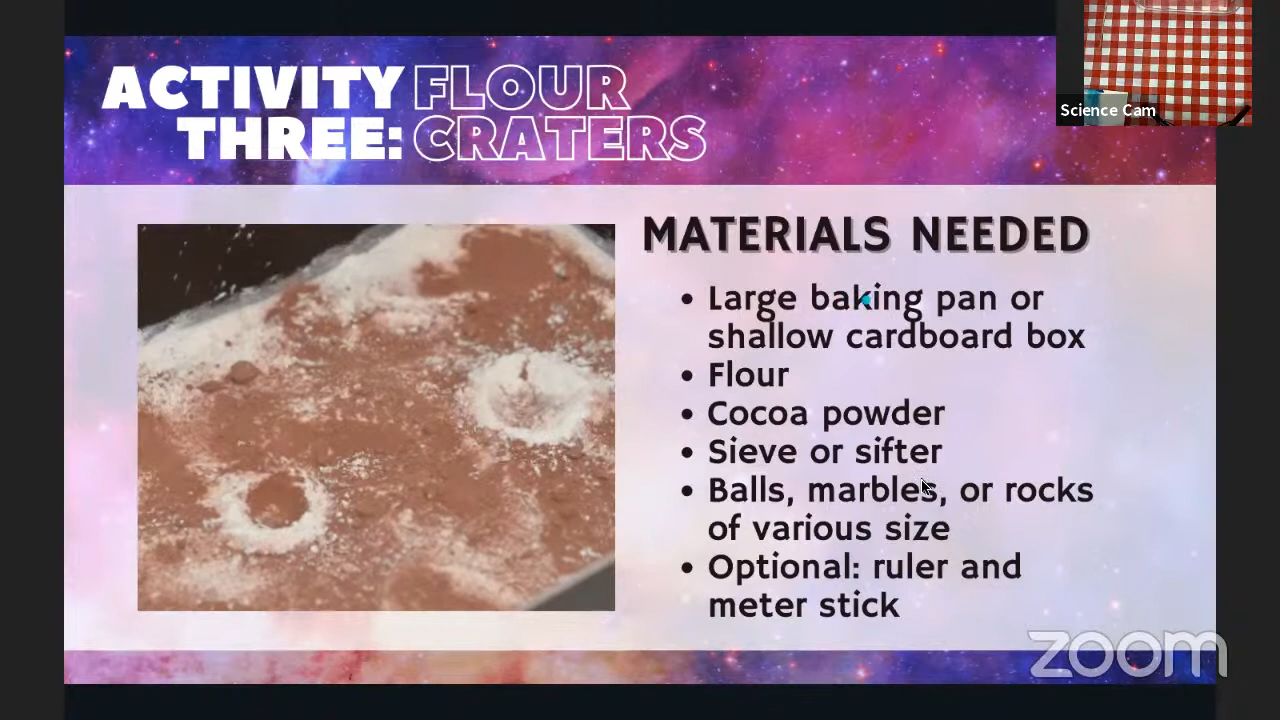 ACTIVITY FLOUR
THREE: CRATERS
Science Cam
MATERIALS NEEDED
• Large baking pan or
shallow cardboard box
• Flour
• Cocoa powder
• Sieve or sifter
• Balls, marbles, or rocks
of various size
• Optional: ruler and
meter stick
zoom